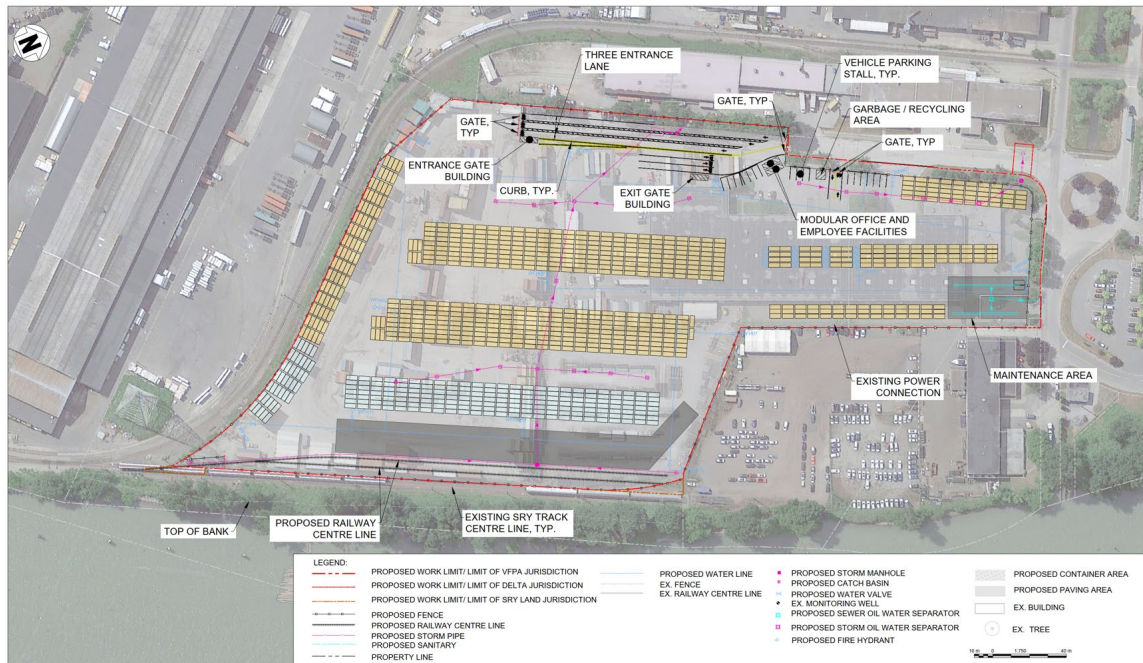 N
THREE ENTRANCE
LANE
VEHICLE PARKING
STALL, TYP.
GATE, TYP
GARBAGE / RECYCLING
AREA
GATE,
TYP
GATE, TYP
ENTRANCE GATE
BUILDING
CURB, TYP.
EXIT GATE
BUILDING
MODULAR OFFICE AND
EMPLOYEE FACILITIES
EXISTING POWER
CONNECTION
MAINTENANCE AREA
TOP OF BANK
PROPOSED RAILWAY
CENTRE LINE
EXISTING SRY TRACK
CENTRE LINE, TYP.
LEGEND:
PROPOSED WORK LIMIT/ LIMIT OF VFPA JURISDICTION
PROPOSED WORK LIMIT/ LIMIT OF DELTA JURISDICTION
PROPOSED WORK LIMIT/ LIMIT OF SRY LAND JURISDICTION
PROPOSED FENCE
PROPOSED RAILWAY CENTRE LINE
PROPOSED STORM PIPE
PROPOSED SANITARY
PROPERTY LINE
PROPOSED WATER LINE
EX. FENCE
EX. RAILWAY CENTRE LINE
PROPOSED STORM MANHOLE
PROPOSED CATCH BASIN
PROPOSED WATER VALVE
EX. MONITORING WELL
PROPOSED SEWER OIL WATER SEPARATOR
PROPOSED STORM OIL WATER SEPARATOR
PROPOSED FIRE HYDRANT
PROPOSED CONTAINER AREA
PROPOSED PAVING AREA
EX. BUILDING
EX. TREE
10 m 0 1:750 40 m